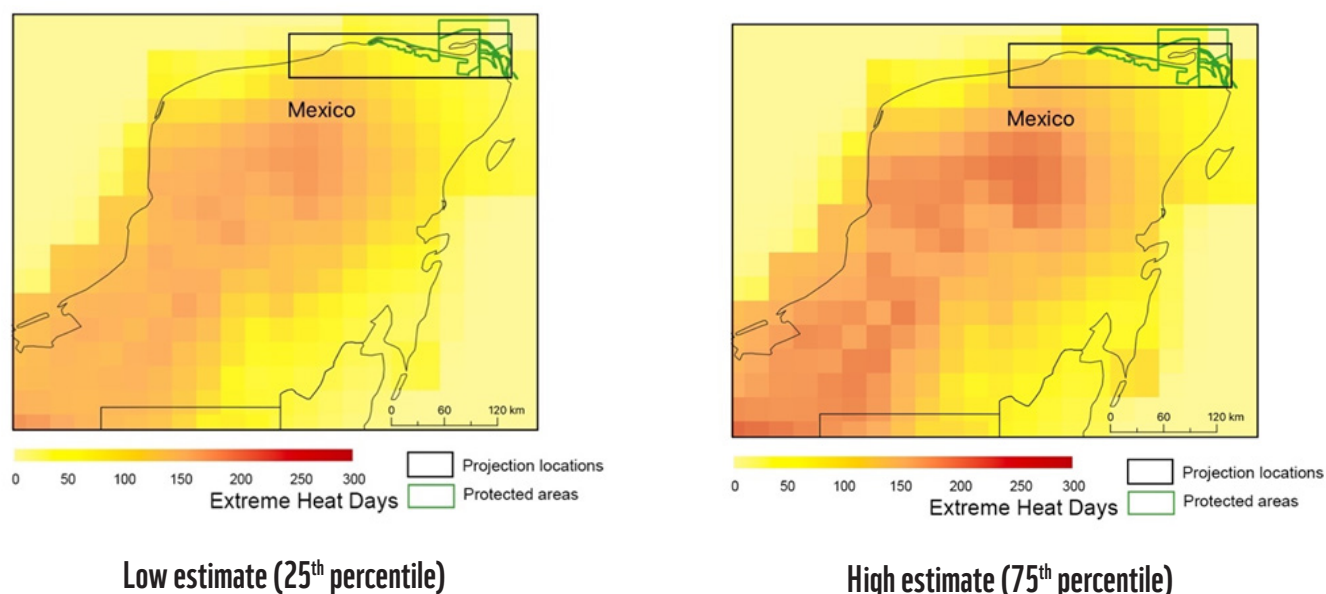 Mexico
0 60 120 km
0 50 100 150 200 250 300
Extreme Heat Days
Projection locations
Protected areas
Low estimate (25th percentile)
Mexico
0 60 120 km
0 50 100 150 200 250 300
Extreme Heat Days
Projection locations
Protected areas
High estimate (75th percentile)